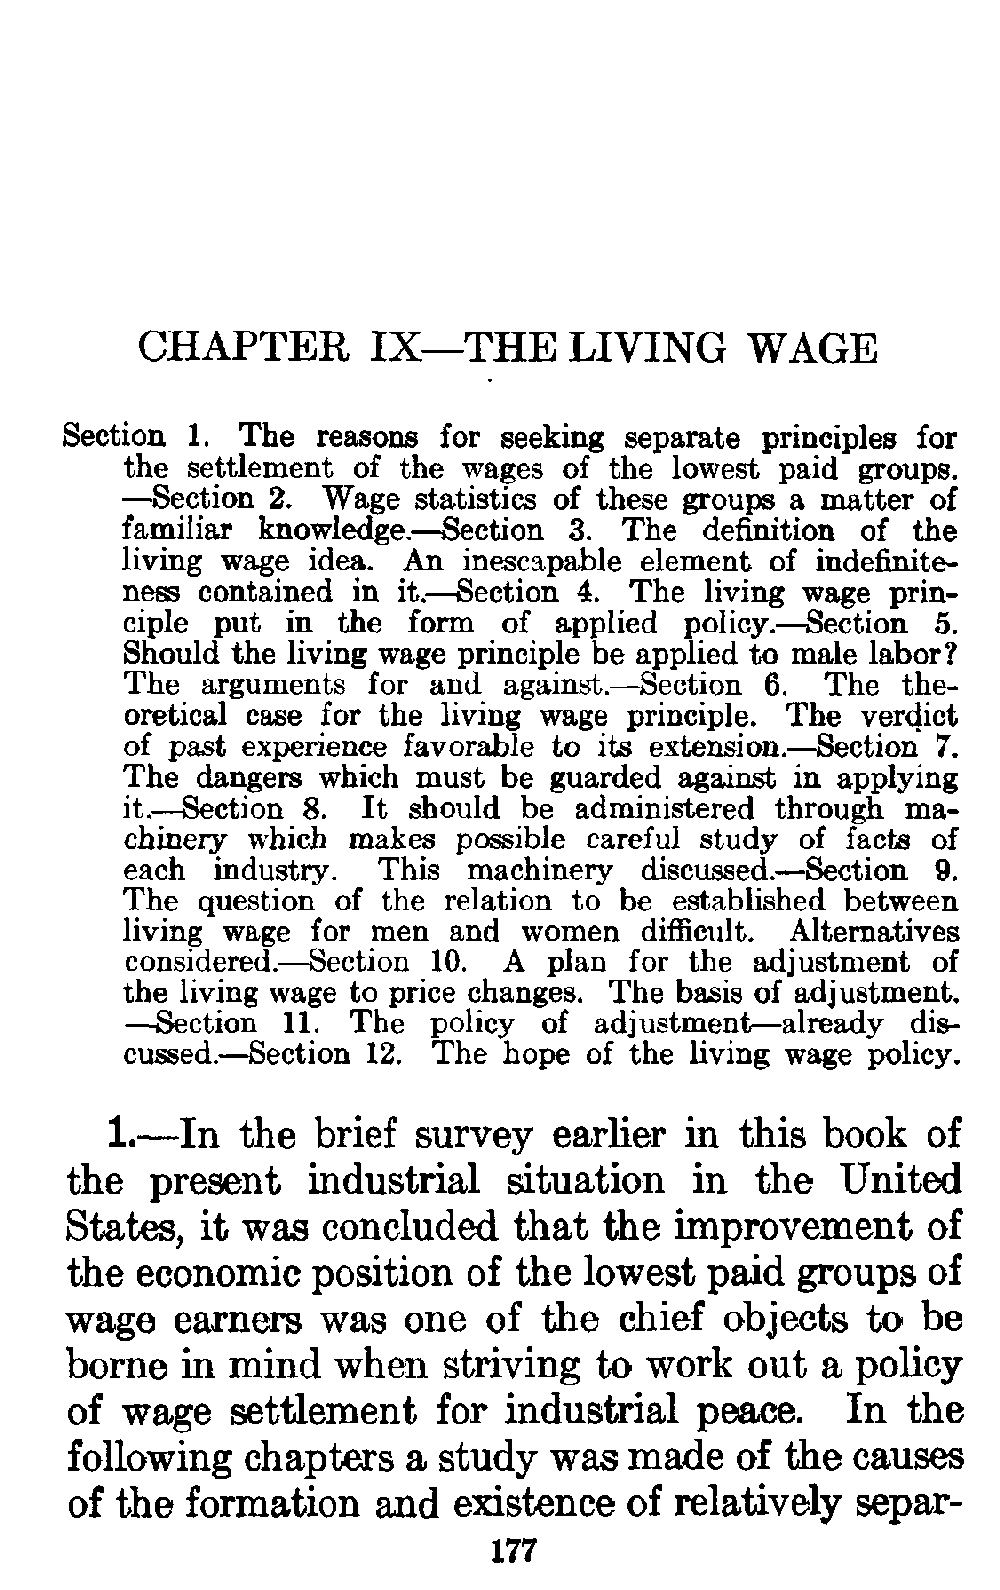 CHAPTER IX—THE LIVING WAGE
Section 1. The reasons for seeking separate principles for
the settlement of the wages of the lowest paid groups.
—Section 2. Wage statistics of these groups a matter of
familiar knowledge.—Section 3. The definition of the
living wage idea. An inescapable element of indefinite-
ness contained in it.—Section 4. The living wage prin-
ciple put in the form of applied policy.—Section 5.
Should the living wage principle be applied to male labor?
The arguments for and against.—Section 6. The the-
oretical case for the living wage principle. The verdict
of past experience favorable to its extension.—Section 7.
The dangers which must be guarded against in applying
it.—Section 8. It should be administered through ma-
chinery which makes possible careful study of facts of
each industry. This machinery discussed.—Section 9.
The question of the relation to be established between
living wage for men and women difficult. Alternatives
considered.—Section 10. A plan for the adjustment of
the living wage to price changes. The basis of adjustment.
—Section 11. The policy of adjustment—already dis-
cussed.—Section 12. The hope of the living wage policy.
1.—In the brief survey earlier in this book of
the present industrial situation in the United
States, it was concluded that the improvement of
the economic position of the lowest paid groups of
wage earners was one of the chief objects to be
borne in mind when striving to work out a policy
of wage settlement for industrial peace. In the
following chapters a study was made of the causes
of the formation and existence of relatively separ-
177